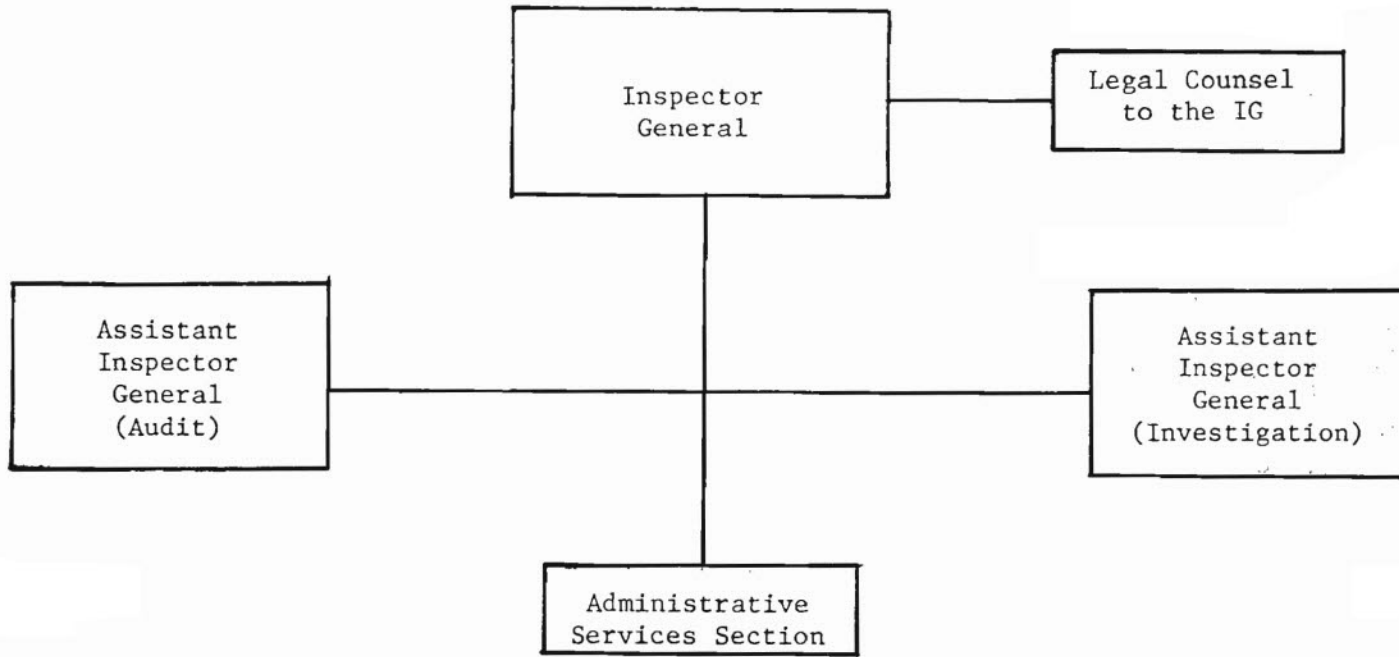 Inspector
General
Legal Counsel
to the IG
Assistant
Inspector
General
(Audit)
Assistant
Inspector
General
(Investigation)
Administrative
Services Section